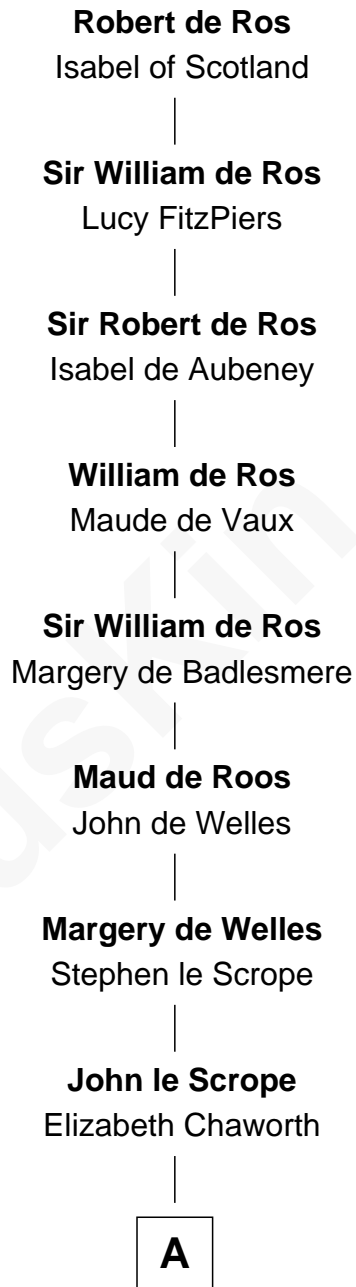 Robert de Ros
Isabel of Scotland
Sir William de Ros
Lucy FitzPiers
Sir Robert de Ros
Isabel de Aubeney
William de Ros
Maude de Vaux
Sir William de Ros
Margery de Badlesmere
Maud de Roos
John de Welles
Margery de Welles
Stephen le Scrope
John le Scrope
Elizabeth Chaworth
A